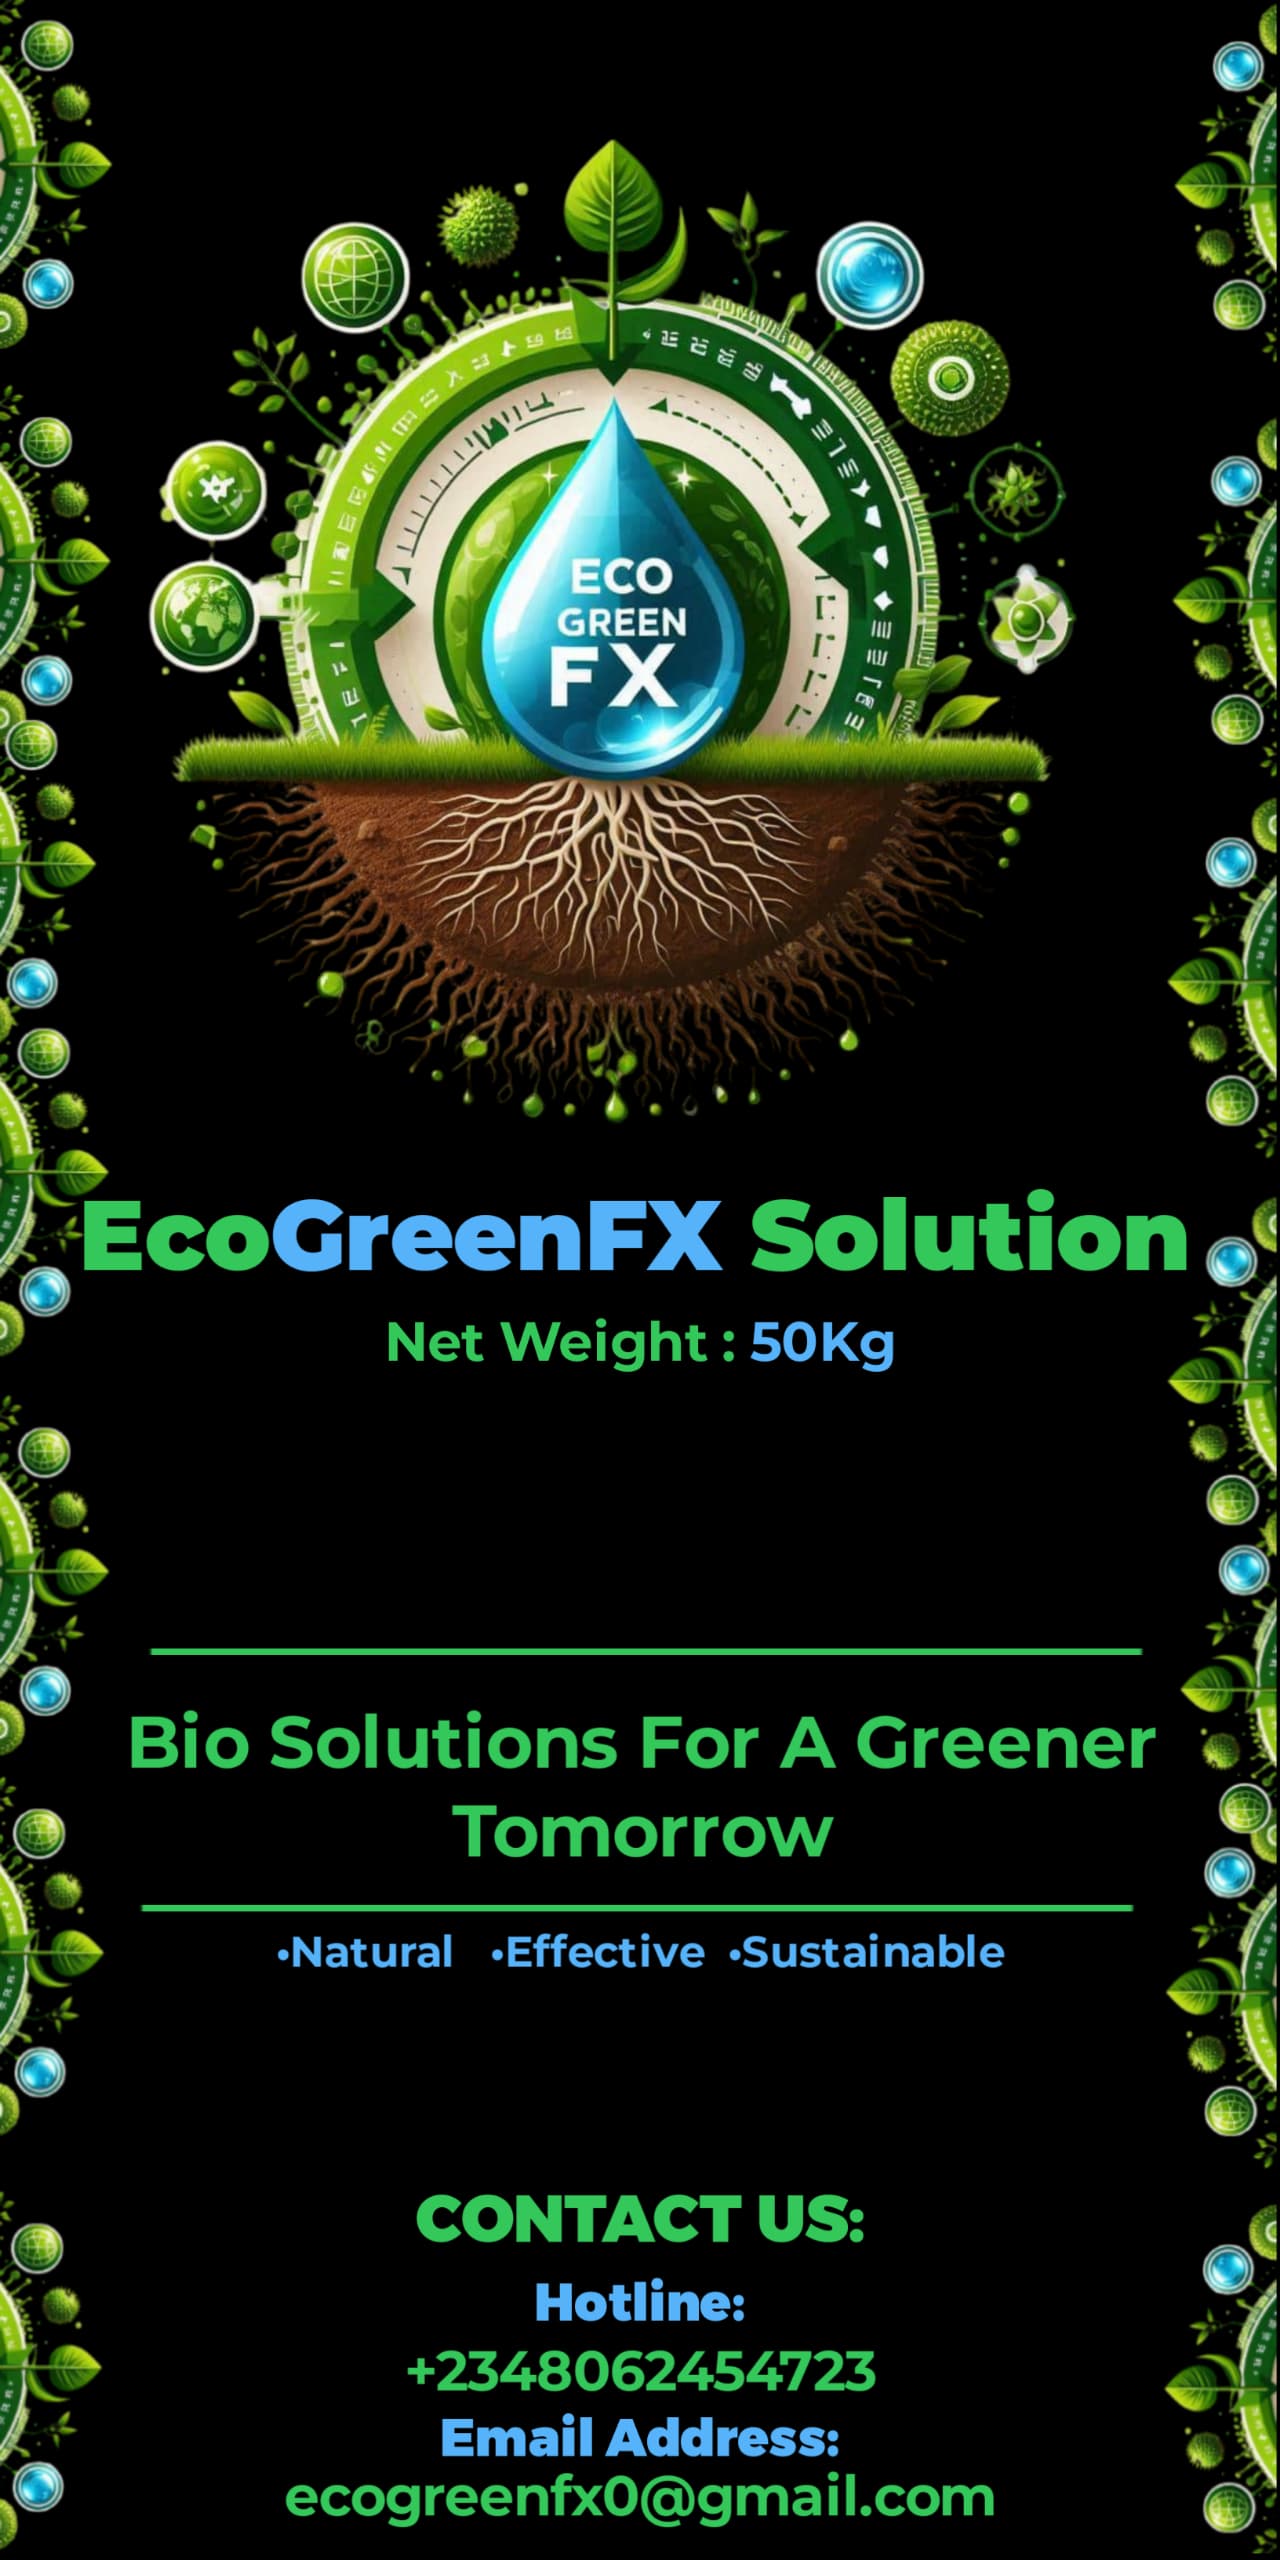 ECO
GREEN
FX
EcoGreenFX Solution
Net Weight : 50Kg
Bio Solutions For A Greener
Tomorrow
•Natural •Effective •Sustainable
CONTACT US:
Hotline:
+2348062454723
Email Address:
ecogreenfx0@gmail.com